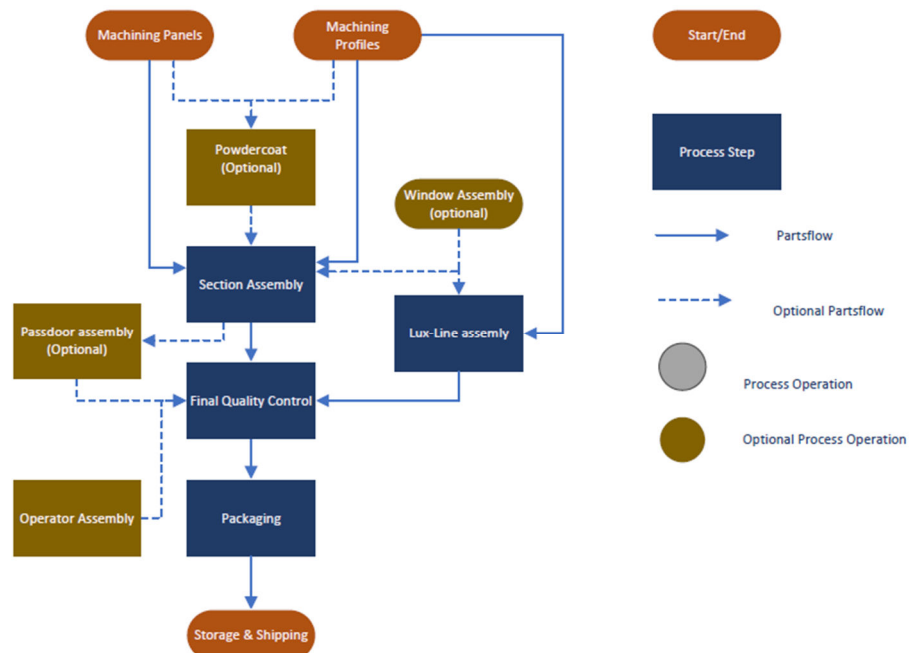 Machining Panels
Machining
Profiles
Start/End
Powdercoat
(Optional)
Process Step
Window Assembly
(optional)
Partsflow
Section Assembly
Optional Partsflow
Passdoor assembly
(Optional)
Lux-Line assemly
Process Operation
Final Quality Control
Optional Process Operation
Operator Assembly
Packaging
Storage & Shipping